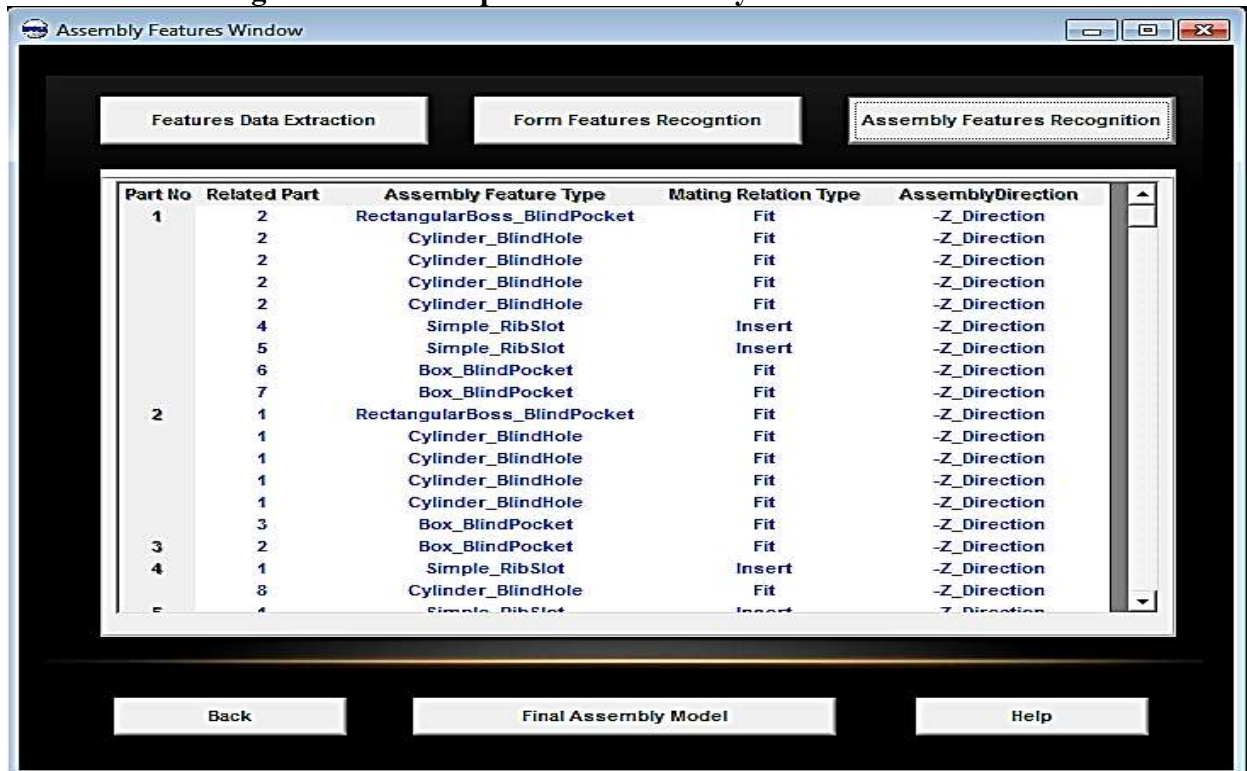 Assembly Features Window
Features Data Extraction Form Features Recogntion Assembly Features Recognition
Part No Related Part Assembly Feature Type Mating Relation Type AssemblyDirection
1 2 RectangularBoss_BlindPocket Fit -Z_Direction
2 Cylinder_BlindHole Fit -Z_Direction
2 Cylinder_BlindHole Fit -Z_Direction
2 Cylinder_BlindHole Fit -Z_Direction
2 Cylinder_BlindHole Fit -Z_Direction
4 Simple_RibSlot Insert -Z_Direction
5 Simple_RibSlot Insert -Z_Direction
6 Box_BlindPocket Fit -Z_Direction
7 Box_BlindPocket Fit -Z_Direction
2 1 RectangularBoss_BlindPocket Fit -Z_Direction
1 Cylinder_BlindHole Fit -Z_Direction
1 Cylinder_BlindHole Fit -Z_Direction
1 Cylinder_BlindHole Fit -Z_Direction
1 Cylinder_BlindHole Fit -Z_Direction
3 Box_BlindPocket Fit -Z_Direction
3 2 Box_BlindPocket Fit -Z_Direction
4 1 Simple_RibSlot Insert -Z_Direction
8 Cylinder_BlindHole Fit -Z_Direction
5 1 Simple_RibSlot Insert -Z_Direction
Back Final Assembly Model Help